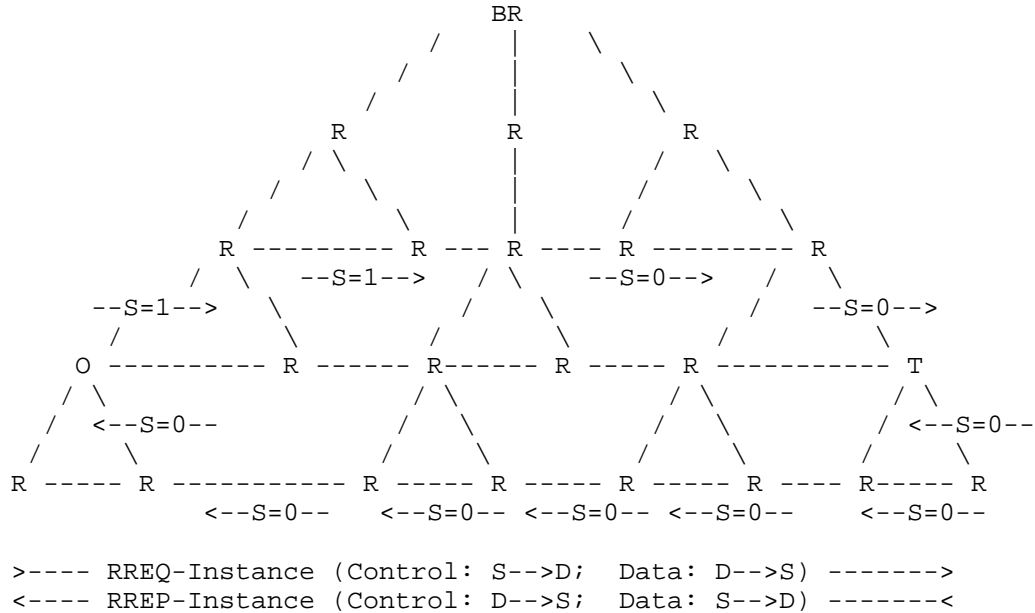 BR
R R R
R ---------- R --- R ---- R --------- R
--S=1--> --S=0-->
--S=1--> --S=0-->
O ---------- R ------ R------ R ----- R ----------- T
<--S=0-- <--S=0--
R ----- R ----------- R ----- R ----- R ----- R ---- R----- R
<--S=0-- <--S=0-- <--S=0-- <--S=0-- <--S=0--
>---- RREQ-Instance (Control: S-->D; Data: D-->S) ------->
<---- RREP-Instance (Control: D-->S; Data: S-->D) -------<